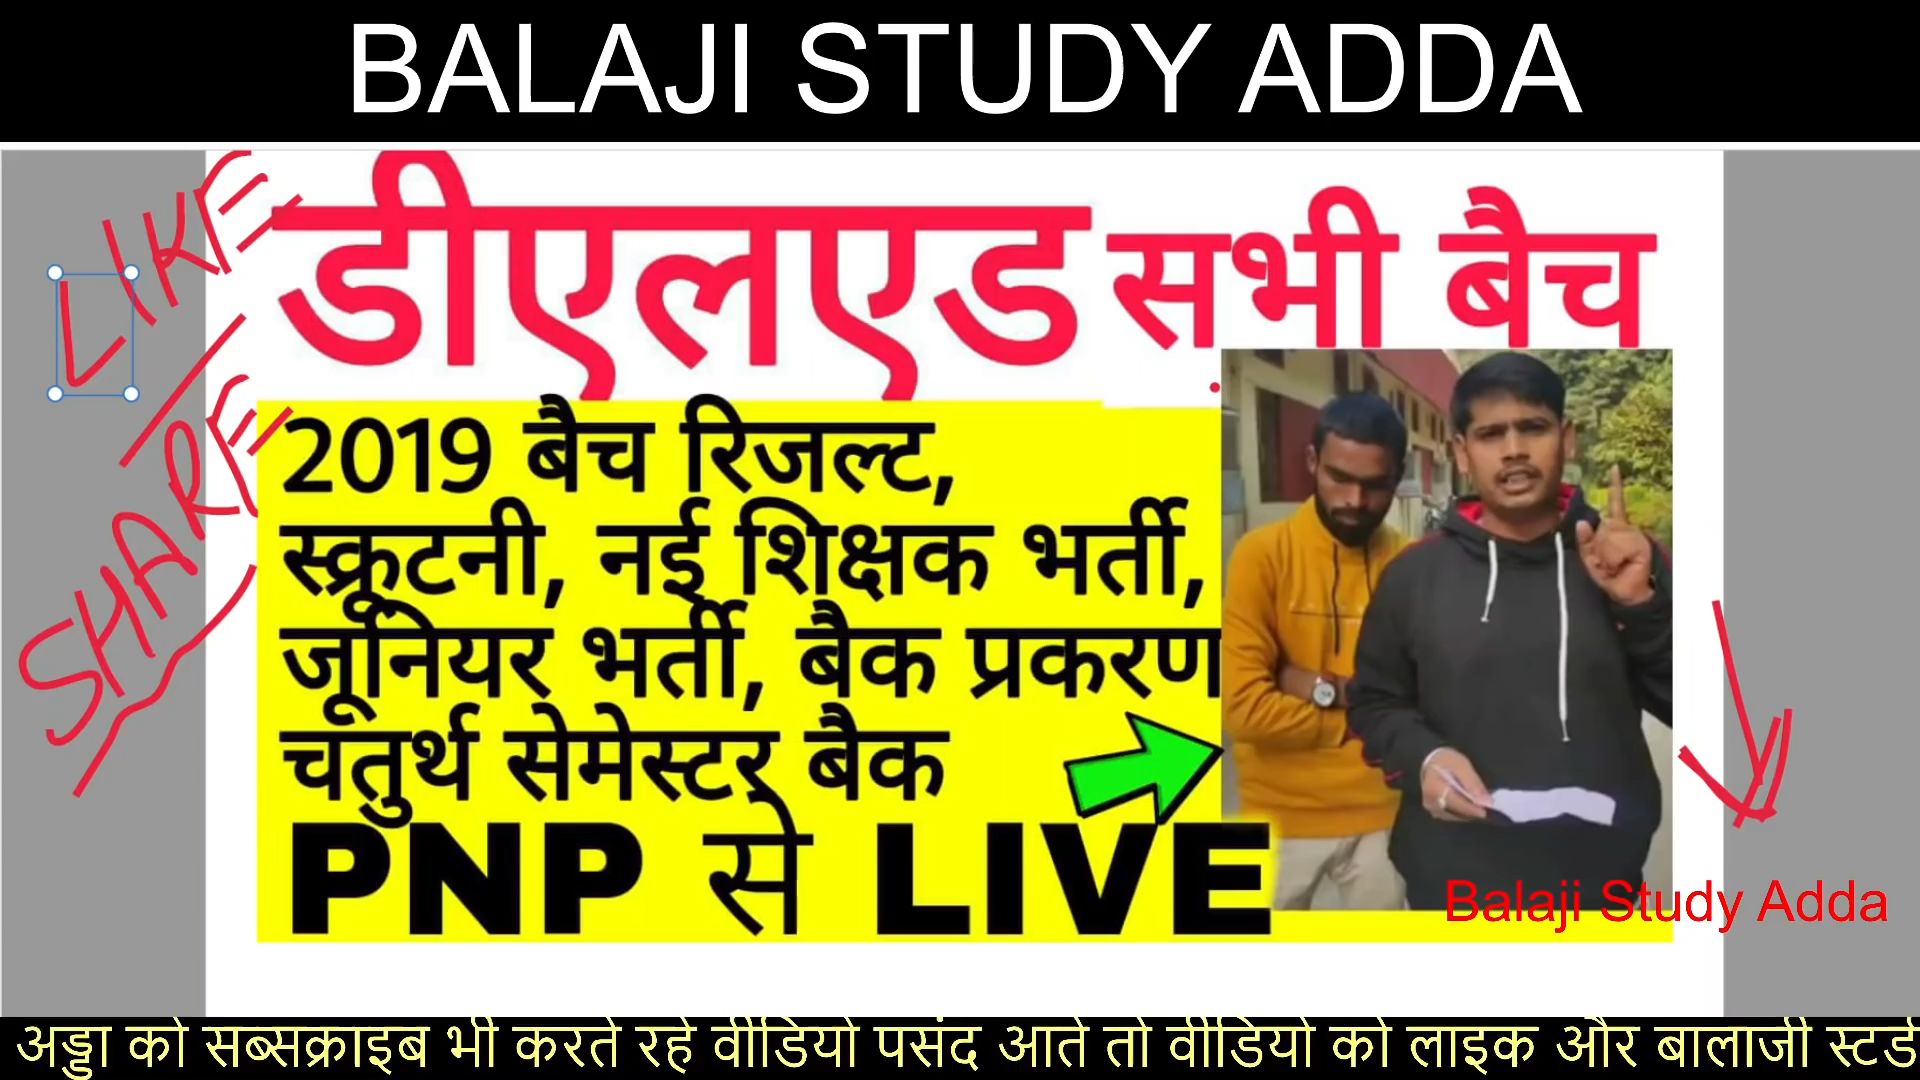 BALAJI STUDY ADDA
LIKE
SHARE
डीएलएड सभी बैच
2019 बैच रिजल्ट,
स्क्रूटनी, नई शिक्षक भर्ती,
जूनियर भर्ती, बैक प्रकरण
चतुर्थ सेमेस्टर बैक
PNP से LIVE
Balaji Study Adda
अड्डा को सब्सक्राइब भी करते रहे वीडियो पसंद आते तो वीडियो को लाइक और बालाजी स्टडी